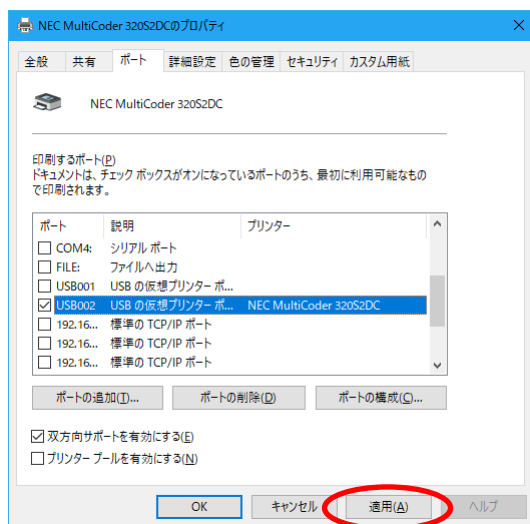 NEC MultiCoder 320S2DCのプロパティ
全般 共有 ポート 詳細設定 色の管理 セキュリティ カスタム用紙
NEC MultiCoder 320S2DC
印刷するポート(P)
ドキュメントは、チェック ボックスがオンになっているポートのうち、最初に利用可能なもの
で印刷されます。
ポート 説明 プリンター
COM4: シリアル ポート
FILE: ファイルへ出力
USB001 USB の仮想プリンター ポ...
USB002 USB の仮想プリンター ポ... NEC MultiCoder 320S2DC
192.16... 標準の TCP/IP ポート
192.16... 標準の TCP/IP ポート
192.16... 標準の TCP/IP ポート
ポートの追加(T)... ポートの削除(D) ポートの構成(C)...
双方向サポートを有効にする(E)
プリンター プールを有効にする(N)
OK キャンセル 適用(A) ヘルプ